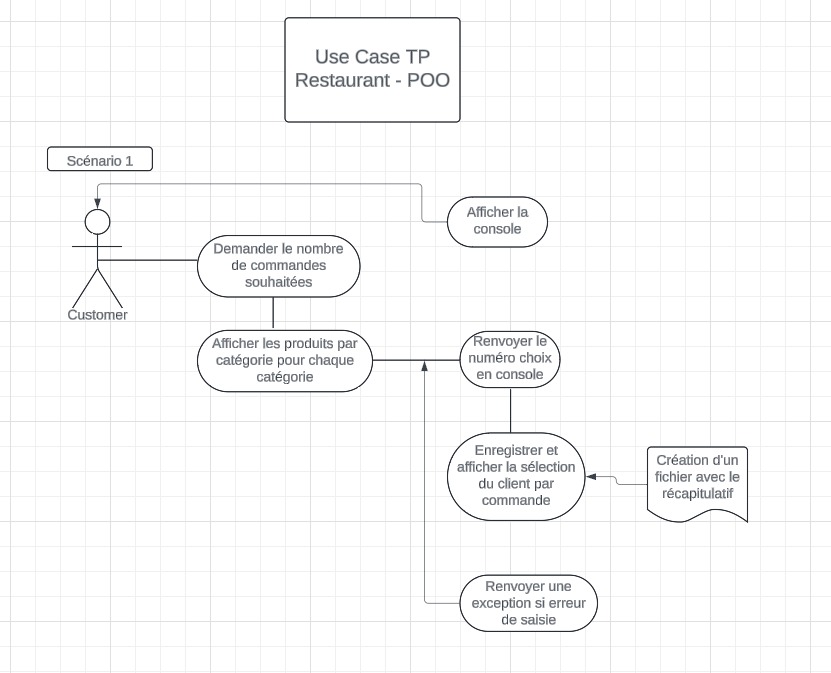 Use Case TP
Restaurant - POO
Scénario 1
Afficher la
console
Demander le nombre
de commandes
souhaitées
Customer
Afficher les produits par
catégorie pour chaque
catégorie
Renvoyer le
numéro choix
en console
Enregistrer et
afficher la sélection
du client par
commande
Création d'un
fichier avec le
récapitulatif
Renvoyer une
exception si erreur
de saisie